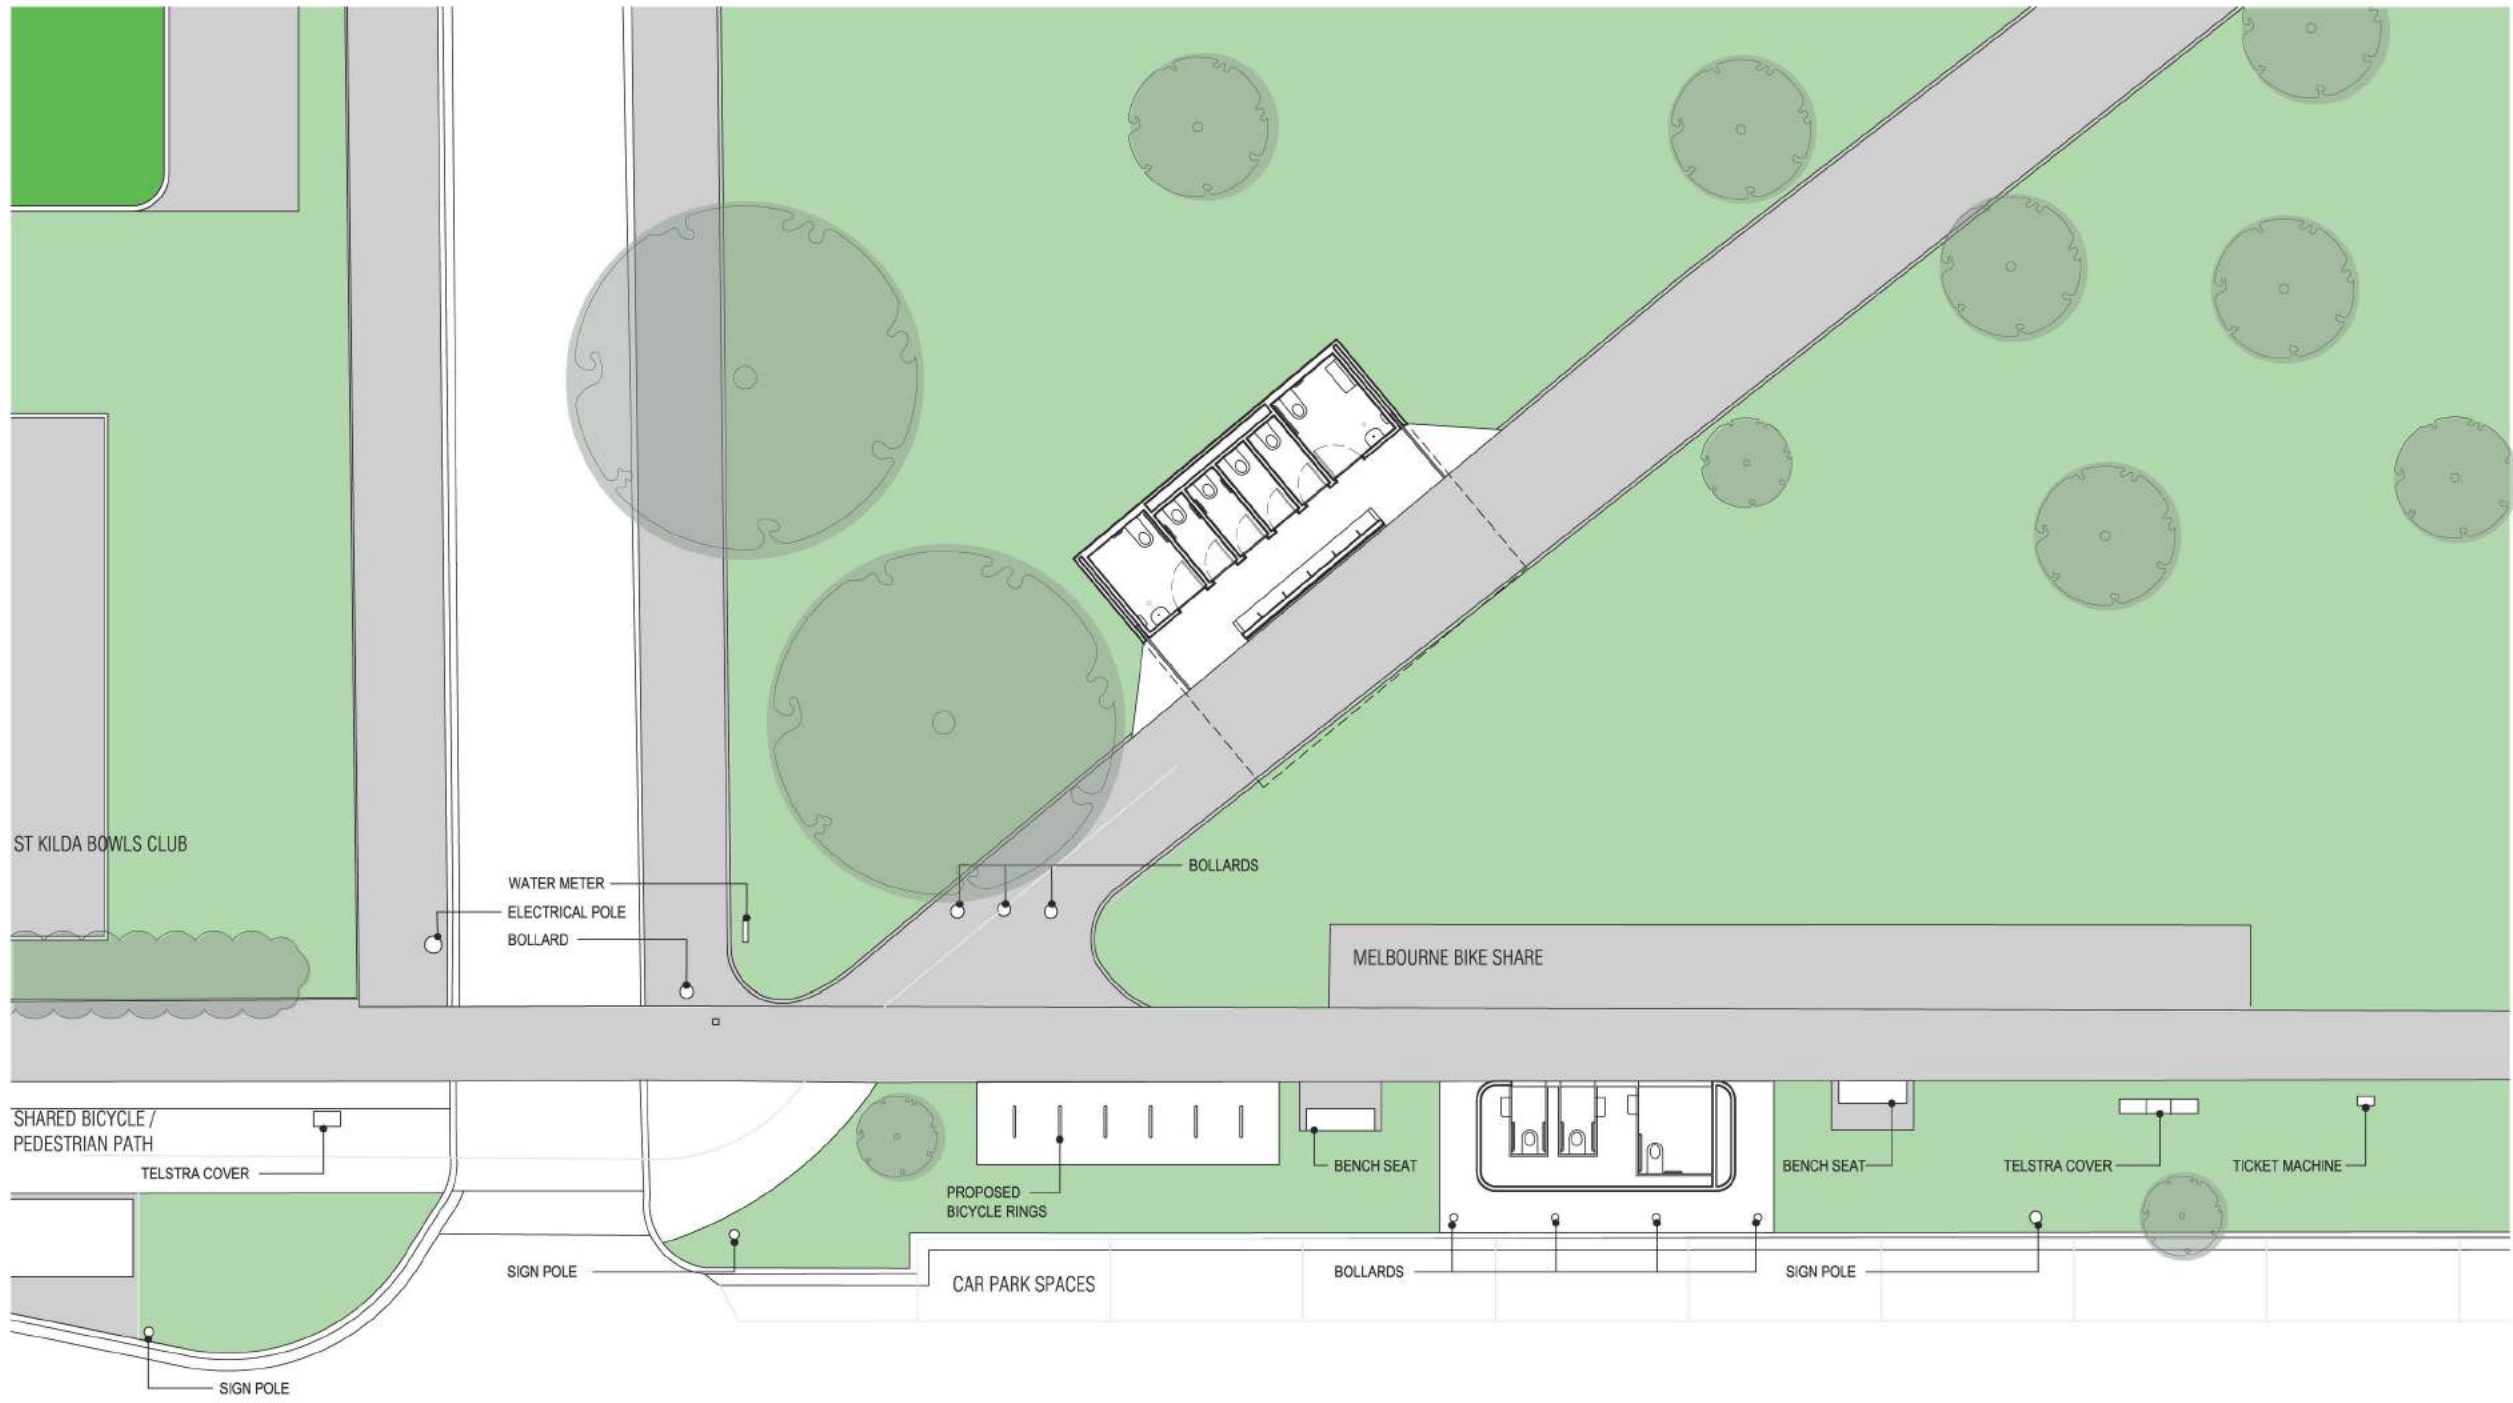 ST KILDA BOWLS CLUB
BOLLARDS
WATER METER
ELECTRICAL POLE
BOLLARD
MELBOURNE BIKE SHARE
SHARED BICYCLE /
PEDESTRIAN PATH
TELSTRA COVER
PROPOSED
BICYCLE RINGS
BENCH SEAT
BENCH SEAT
TELSTRA COVER
TICKET MACHINE
SIGN POLE
CAR PARK SPACES
BOLLARDS
SIGN POLE
SIGN POLE